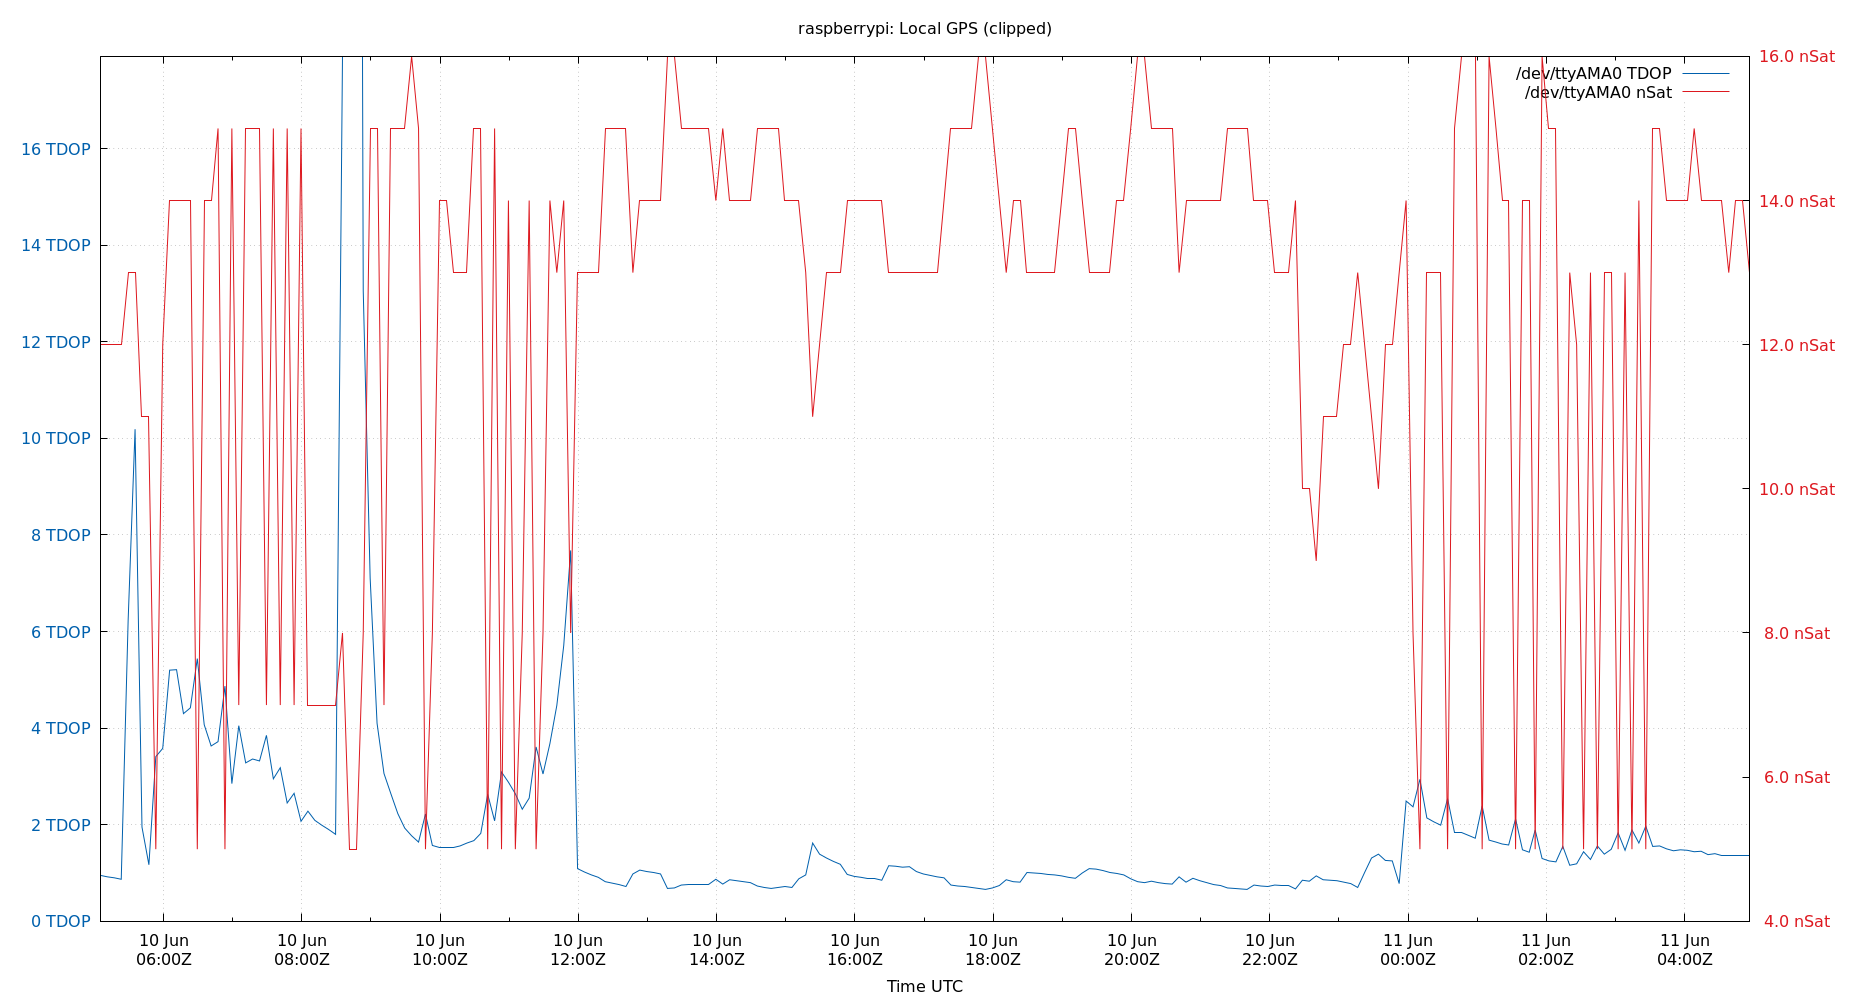 raspberrypi: Local GPS (clipped)
/dev/ttyAMA0 TDOP
/dev/ttyAMA0 nSat
16 TDOP
14 TDOP
12 TDOP
10 TDOP
8 TDOP
6 TDOP
4 TDOP
2 TDOP
0 TDOP
16.0 nSat
14.0 nSat
12.0 nSat
10.0 nSat
8.0 nSat
6.0 nSat
4.0 nSat
10 Jun 10 Jun 10 Jun 10 Jun 10 Jun 10 Jun 10 Jun 10 Jun 10 Jun 11 Jun 11 Jun 11 Jun
06:00Z 08:00Z 10:00Z 12:00Z 14:00Z 16:00Z 18:00Z 20:00Z 22:00Z 00:00Z 02:00Z 04:00Z
Time UTC